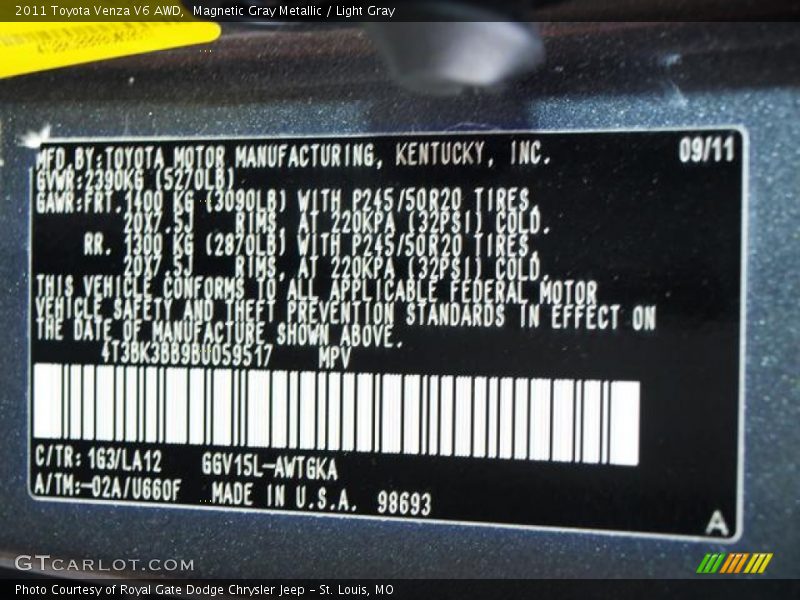 2011 Toyota Venza V6 AWD,  Magnetic Gray Metallic / Light Gray
MFD.BY:TOYOTA MOTOR MANUFACTURING, KENTUCKY, INC. 09/11
GVWR:2390KG (5270LB)
GAWR:FRT.1400 KG (3090LB) WITH P245/50R20 TIRES,
20X7.5J RIMS, AT 220KPA (32PSI) COLD.
RR. 1300 KG (2870LB) WITH P245/50R20 TIRES,
20X7.5J RIMS, AT 220KPA (32PSI) COLD.
THIS VEHICLE CONFORMS TO ALL APPLICABLE FEDERAL MOTOR
VEHICLE SAFETY AND THEFT PREVENTION STANDARDS IN EFFECT ON
THE DATE OF MANUFACTURE SHOWN ABOVE.
4T3BK3BB9BU059517 MPV
C/TR: 1G3/LA12 GGV15L-AWTGKA
A/TM:-02A/U660F MADE IN U.S.A. 98693
A
GTcarlot.com
Photo Courtesy of Royal Gate Dodge Chrysler Jeep - St. Louis, MO